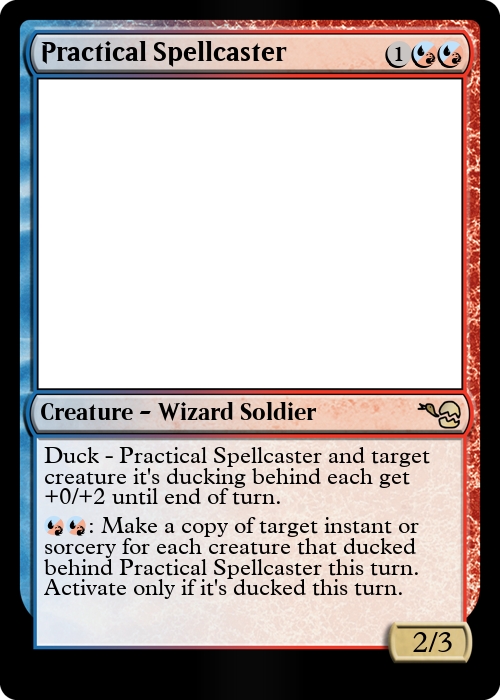 Practical Spellcaster 1
Creature – Wizard Soldier
Duck - Practical Spellcaster and target
creature it's ducking behind each get
+0/+2 until end of turn.
: Make a copy of target instant or
sorcery for each creature that ducked
behind Practical Spellcaster this turn.
Activate only if it's ducked this turn.
2/3